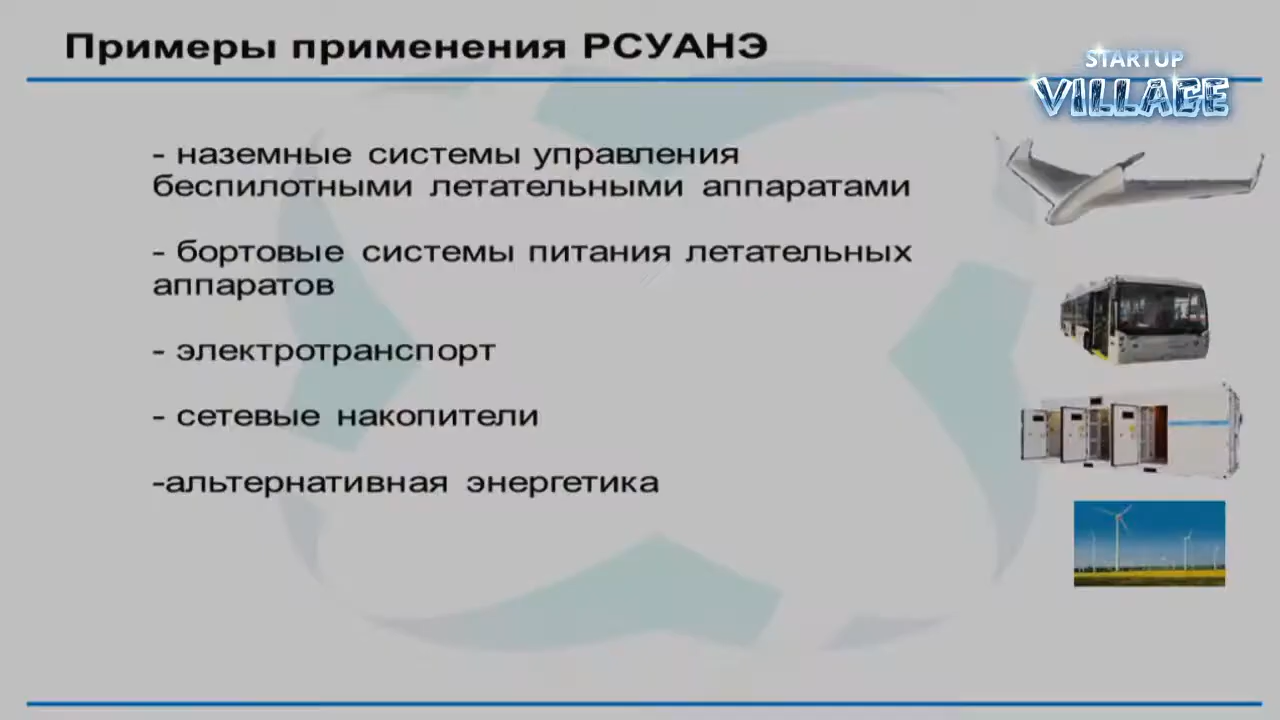 Примеры применения РСУАНЭ
STARTUP
VILLAGE
- наземные системы управления
беспилотными летательными аппаратами
- бортовые системы питания летательных
аппаратов
- электротранспорт
- сетевые накопители
-альтернативная энергетика